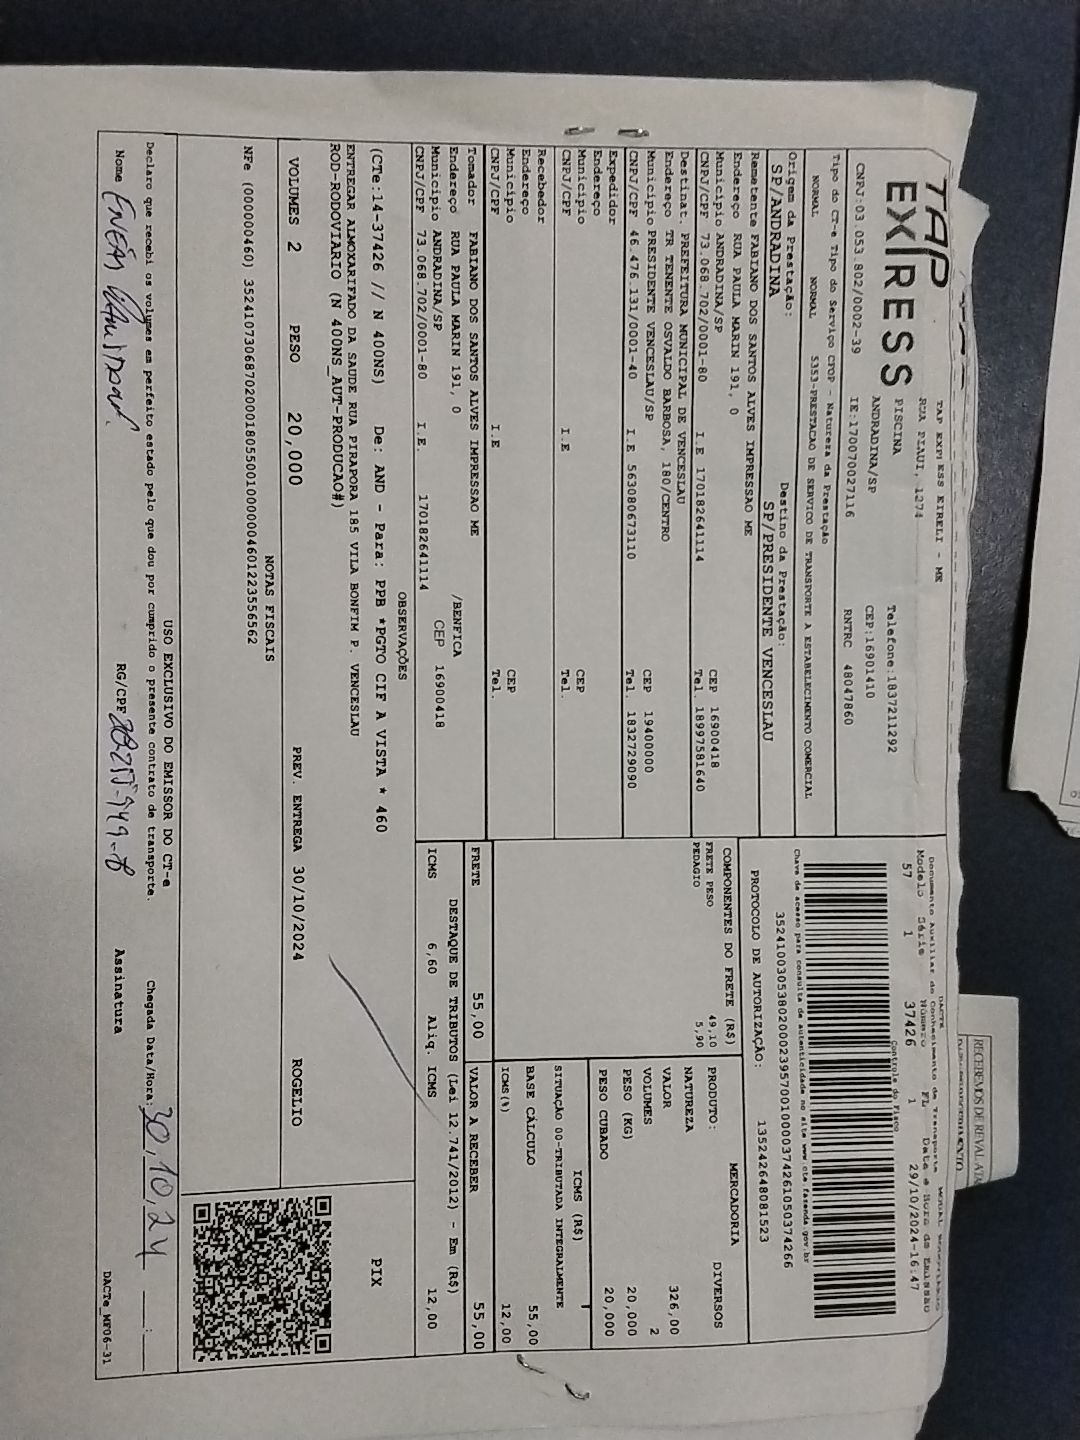 TAP EXPRESS
TAP EXPRESS EIRELI - ME
RUA PIAUI, 1274
PISCINA
ANDRADINA/SP
Telefone:1837211292
CEP:16901410
CNPJ:03.053.802/0002-39 IE:170070027116 RNTRC 48047860
DACTE
Documento Auxiliar do Conhecimento de Transporte
Modelo Série Número FL Data e Hora de Emissão
57 1 37426 1 29/10/2024-16:47
Controle do Fisco
Tipo do CT-e Tipo do Serviço CFOP - Natureza da Prestação
NORMAL NORMAL 5353-PRESTACAO DE SERVICO DE TRANSPORTE A ESTABELECIMENTO COMERCIAL
Chave de acesso para consulta de autenticidade no site www.cte.fazenda.gov.br
Origem da Prestação: Destino da Prestação:
SP/ANDRADINA SP/PRESIDENTE VENCESLAU
PROTOCOLO DE AUTORIZAÇÃO: 135242648081523
Remetente FABIANO DOS SANTOS ALVES IMPRESSAO ME
Endereço RUA PAULA MARIN 191, 0
Município ANDRADINA/SP CEP 16900418
CNPJ/CPF 73.068.702/0001-80 I.E 170182641114 Tel. 18997581640
Destinat. PREFEITURA MUNICIPAL DE VENCESLAU
Endereço TR TENENTE OSVALDO BARBOSA, 180/CENTRO
Município PRESIDENTE VENCESLAU/SP CEP 19400000
CNPJ/CPF 46.476.131/0001-40 I.E 563080673110 Tel. 1832729090
Expedidor
Endereço
Município CEP
CNPJ/CPF I.E Tel.
Recebedor
Endereço
Município CEP
CNPJ/CPF I.E Tel.
Tomador FABIANO DOS SANTOS ALVES IMPRESSAO ME
Endereço RUA PAULA MARIN 191, 0 /BENFICA
Município ANDRADINA/SP CEP 16900418
CNPJ/CPF 73.068.702/0001-80 I.E. 170182641114
COMPONENTES DO FRETE (R$)
FRETE PESO 49,10
PEDAGIO 5,90
MERCADORIA
PRODUTO: DIVERSOS
NATUREZA
VALOR 326,00
VOLUMES 2
PESO (KG) 20,000
PESO CUBADO 20,000
ICMS (R$)
SITUAÇÃO 00-TRIBUTADA INTEGRALMENTE
BASE CÁLCULO 55,00
ICMS(%) 12,00
FRETE 55,00 VALOR A RECEBER 55,00
DESTAQUE DE TRIBUTOS (Lei 12.741/2012) - Em (R$)
ICMS 6,60 Aliq. ICMS 12,00
OBSERVAÇÕES
(CTe:14-37426 // N 400NS) De: AND - Para: PPB *PGTO CIF A VISTA * 460
ENTREGAR ALMOXARIFADO DA SAUDE RUA PIRAPORA 185 VILA BONFIM P. VENCESLAU
ROD-RODOVIARIO (N 400NS_AUT-PRODUCAO#)
PIX
VOLUMES 2 PESO 20,000 PREV. ENTREGA 30/10/2024 ROGELIO
NOTAS FISCAIS
USO EXCLUSIVO DO EMISSOR DO CT-e
Declaro que recebi os volumes em perfeito estado pelo que dou por cumprido o presente contrato de transporte. Chegada Data/Hora: 30,10,24 :
Nome ENEÁS RG/CPF Assinatura
DACTe_MF06-31
RECEBEMOS DE REVAL ATA